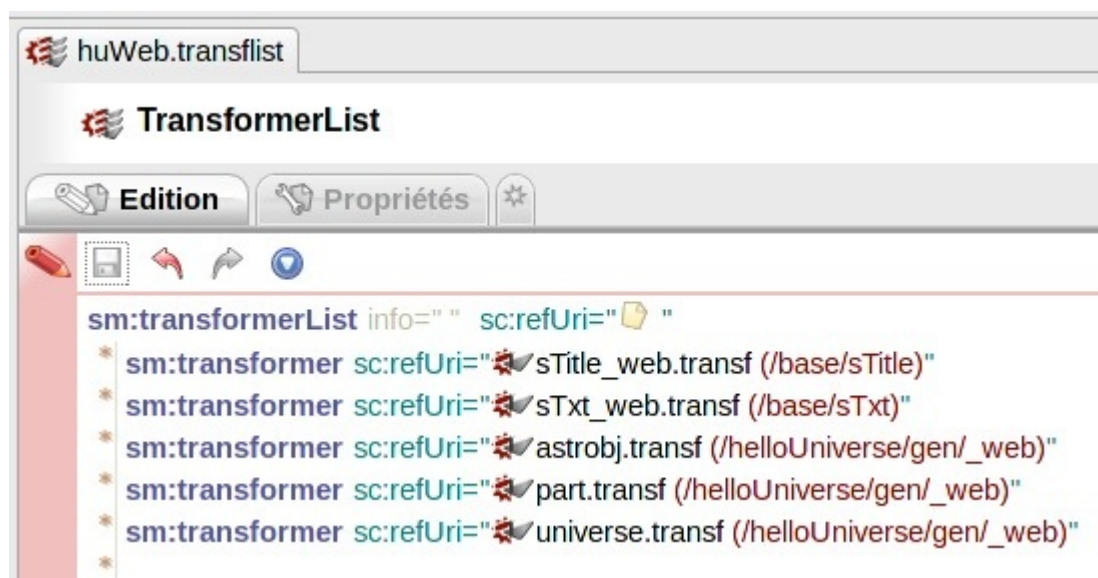 huWeb.transflist
TransformerList
Edition Propriétés
sm:transformerList info=" " sc:refUri=" "
* sm:transformer sc:refUri="sTitle_web.transf (/base/sTitle)"
* sm:transformer sc:refUri="sTxt_web.transf (/base/sTxt)"
* sm:transformer sc:refUri="astrobj.transf (/helloUniverse/gen/_web)"
* sm:transformer sc:refUri="part.transf (/helloUniverse/gen/_web)"
* sm:transformer sc:refUri="universe.transf (/helloUniverse/gen/_web)"
*